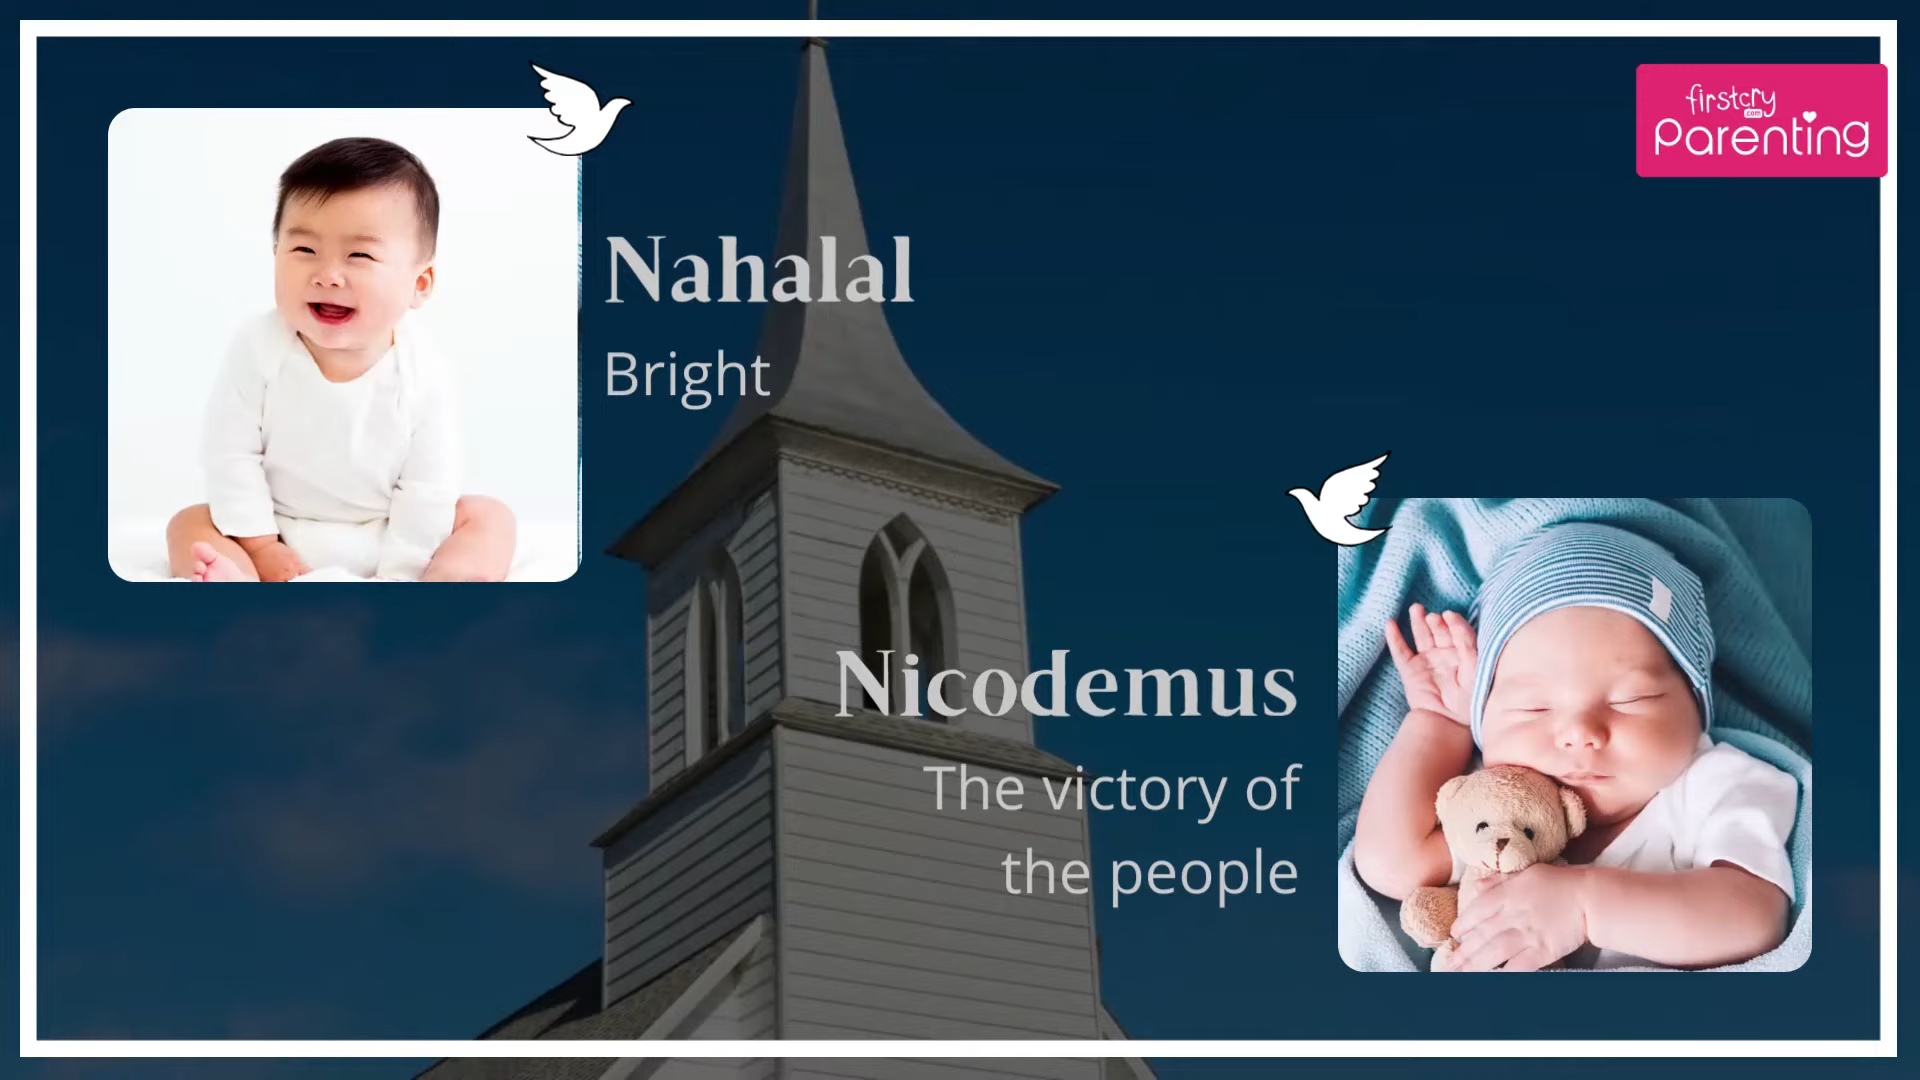 firstcry
.com
Parenting
Nahalal
Bright
Nicodemus
The victory of
the people